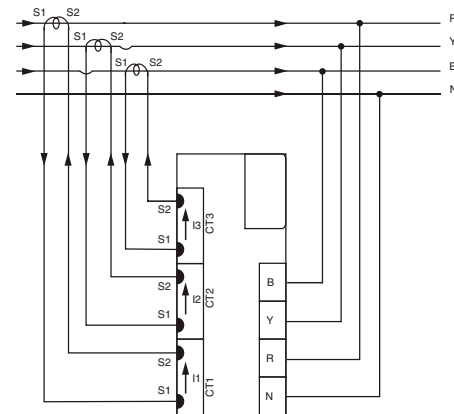 S1 S2 R
S1 S2 Y
S1 S2 B
N
S2
I3
CT3
S1
S2
I2
CT2
S1
S2
I1
CT1
S1
B
Y
R
N